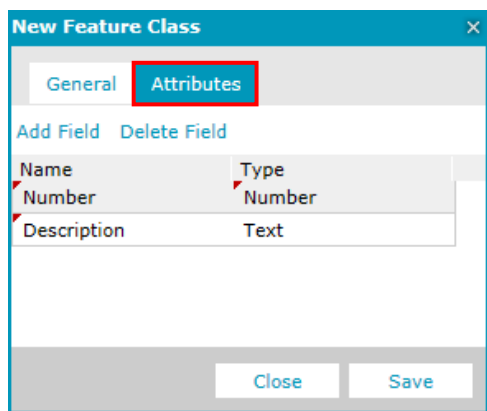 New Feature Class ×
General Attributes
Add Field Delete Field
Name Type
Number Number
Description Text
Close Save